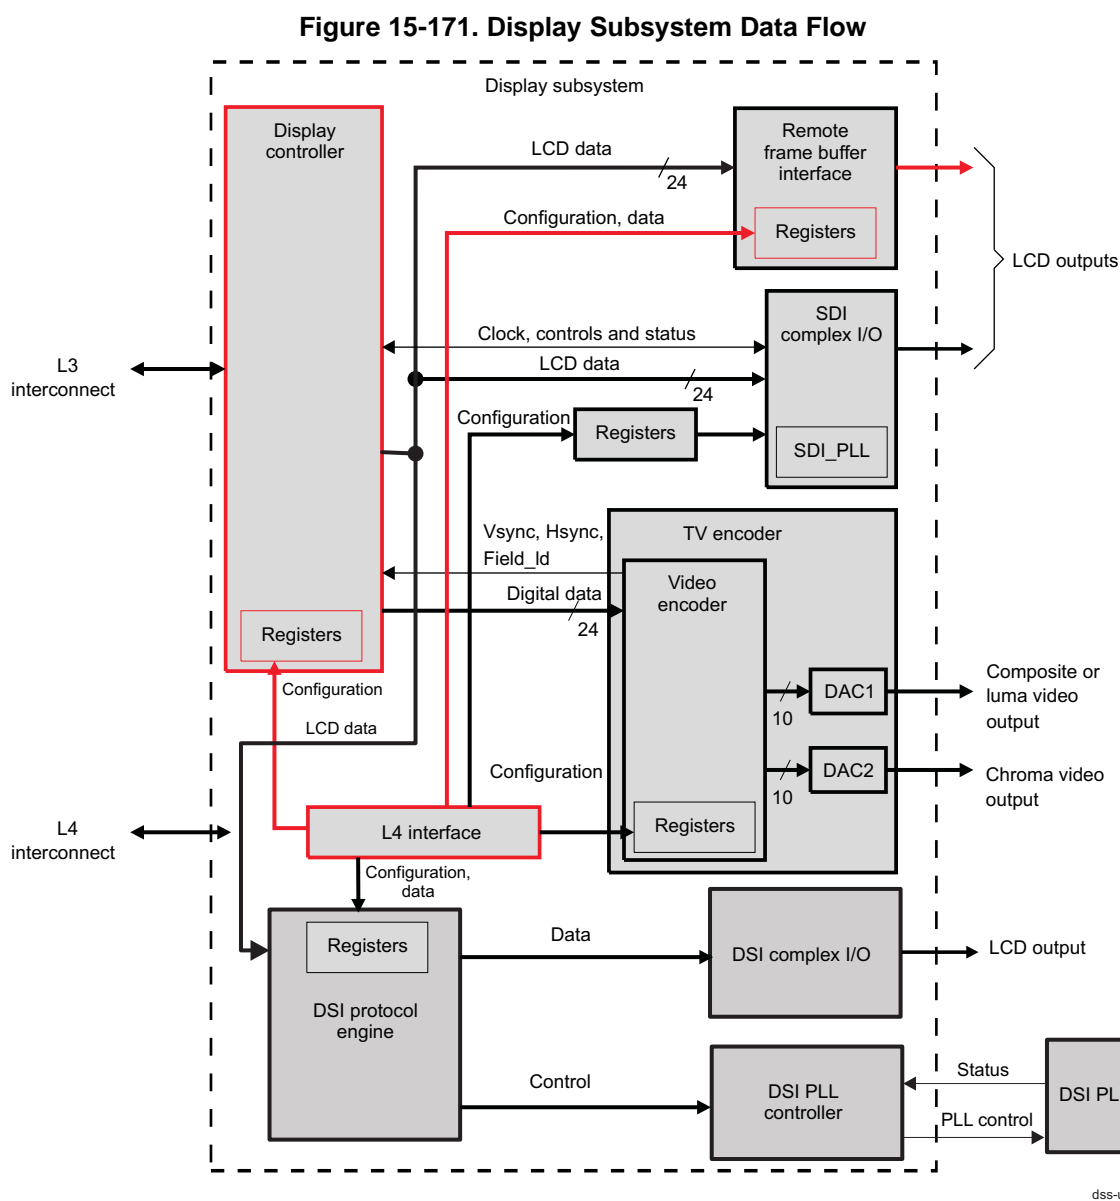 Figure 15-171. Display Subsystem Data Flow
Display subsystem
Display
controller
LCD data
24
Remote
frame buffer
interface
Configuration, data
Registers
LCD outputs
SDI
complex I/O
Clock, controls and status
L3
interconnect
LCD data
24
Configuration
Registers
SDI_PLL
Vsync, Hsync,
Field_Id
TV encoder
Video
encoder
Digital data
24
Registers
Configuration
LCD data
10
DAC1
Composite or
luma video
output
Configuration
10
DAC2
Chroma video
output
L4
interconnect
L4 interface
Registers
Configuration,
data
Registers
Data
DSI complex I/O
LCD output
DSI protocol
engine
Control
DSI PLL
controller
Status
PLL control
DSI PL